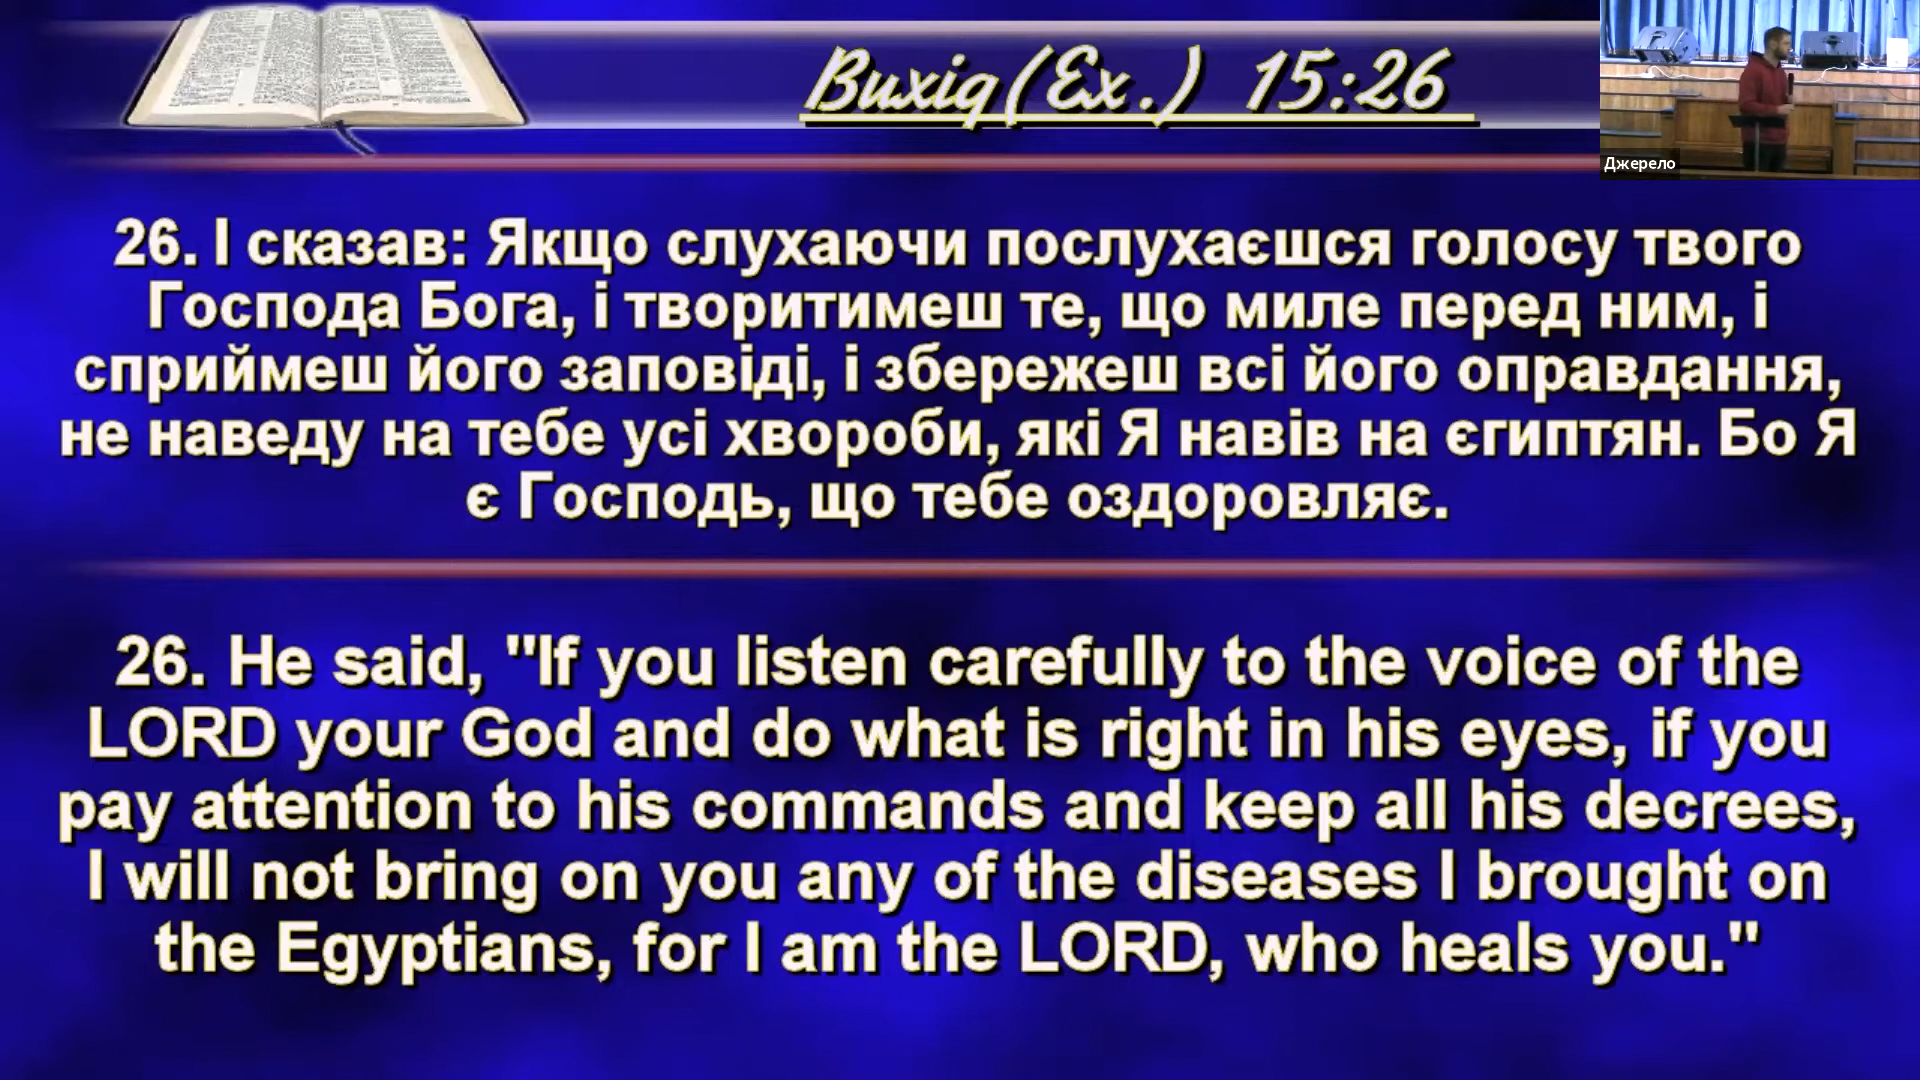 Вихід(Ex.) 15:26
Джерело
26. І сказав: Якщо слухаючи послухаєшся голосу твого
Господа Бога, і творитимеш те, що миле перед ним, і
сприймеш його заповіді, і збережеш всі його оправдання,
не наведу на тебе усі хвороби, які Я навів на єгиптян. Бо Я
є Господь, що тебе оздоровляє.
26. He said, "If you listen carefully to the voice of the
LORD your God and do what is right in his eyes, if you
pay attention to his commands and keep all his decrees,
I will not bring on you any of the diseases I brought on
the Egyptians, for I am the LORD, who heals you."